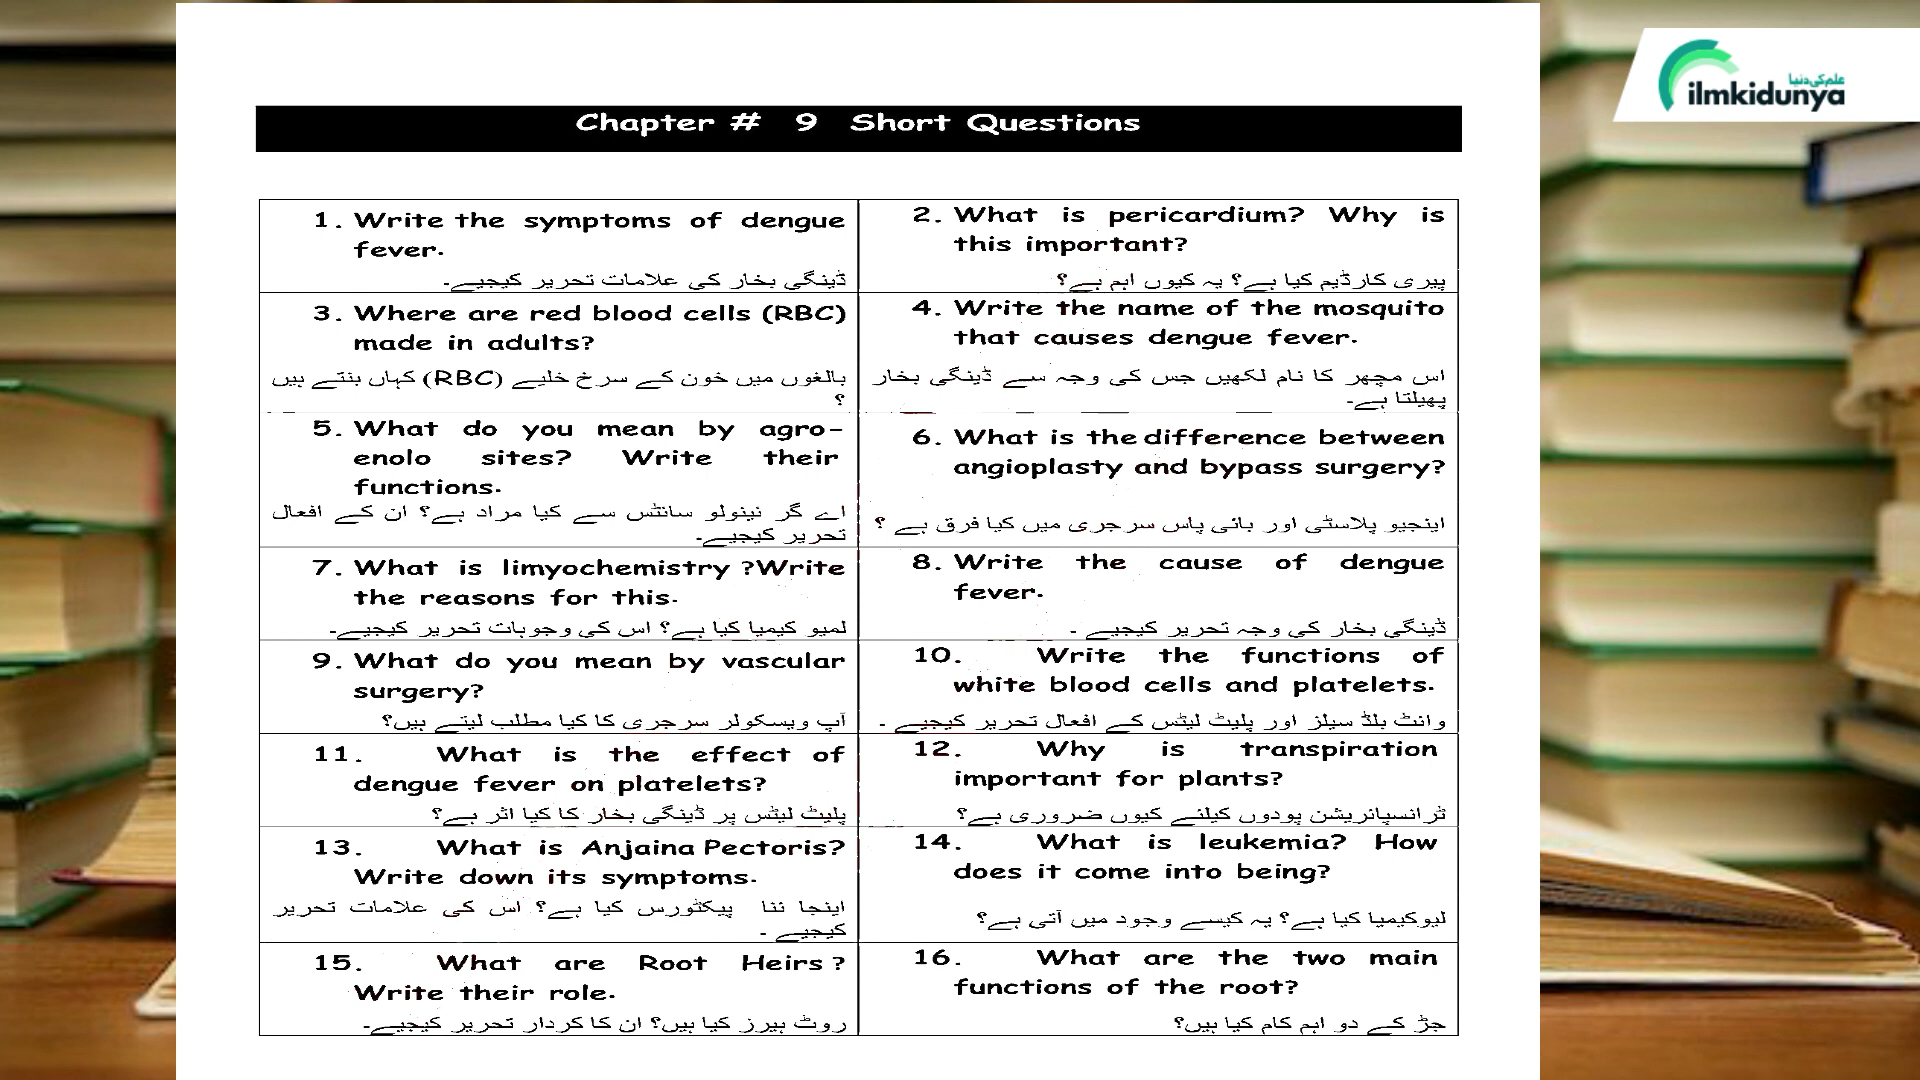 علم کی دنیا
ilmkidunya
Chapter # 9 Short Questions
1. Write the symptoms of dengue
fever.
ڈینگی بخار کی علامات تحریر کیجیے۔
2. What is pericardium? Why is
this important?
پیری کارڈیم کیا ہے؟ یہ کیوں اہم ہے؟
3. Where are red blood cells (RBC)
made in adults?
بالغوں میں خون کے سرخ خلیے (RBC) کہاں بنتے ہیں
؟
4. Write the name of the mosquito
that causes dengue fever.
اس مچھر کا نام لکھیں جس کی وجہ سے ڈینگی بخار
پھیلتا ہے۔
5. What do you mean by agro-
enolo sites? Write their
functions.
اے گر نینولو سائٹس سے کیا مراد ہے؟ ان کے افعال
تحریر کیجیے۔
6. What is the difference between
angioplasty and bypass surgery?
اینجیو پلاسٹی اور بائی پاس سرجری میں کیا فرق ہے ؟
7. What is limyochemistry ?Write
the reasons for this.
لمیو کیمیا کیا ہے؟ اس کی وجوہات تحریر کیجیے۔
8. Write the cause of dengue
fever.
ڈینگی بخار کی وجہ تحریر کیجیے ۔
9. What do you mean by vascular
surgery?
آپ ویسکولر سرجری کا کیا مطلب لیتے ہیں؟
10. Write the functions of
white blood cells and platelets.
وائٹ بلڈ سیلز اور پلیٹ لیٹس کے افعال تحریر کیجیے ۔
11. What is the effect of
dengue fever on platelets?
پلیٹ لیٹس پر ڈینگی بخار کا کیا اثر ہے؟
12. Why is transpiration
important for plants?
ٹرانسپائریشن پودوں کیلئے کیوں ضروری ہے؟
13. What is Anjaina Pectoris?
Write down its symptoms.
اینجا ئنا پیکٹورس کیا ہے؟ اس کی علامات تحریر
کیجیے ۔
14. What is leukemia? How
does it come into being?
لیوکیمیا کیا ہے؟ یہ کیسے وجود میں آتی ہے؟
15. What are Root Heirs ?
Write their role.
روٹ ہیرز کیا ہیں؟ ان کا کردار تحریر کیجیے۔
16. What are the two main
functions of the root?
جڑ کے دو اہم کام کیا ہیں؟